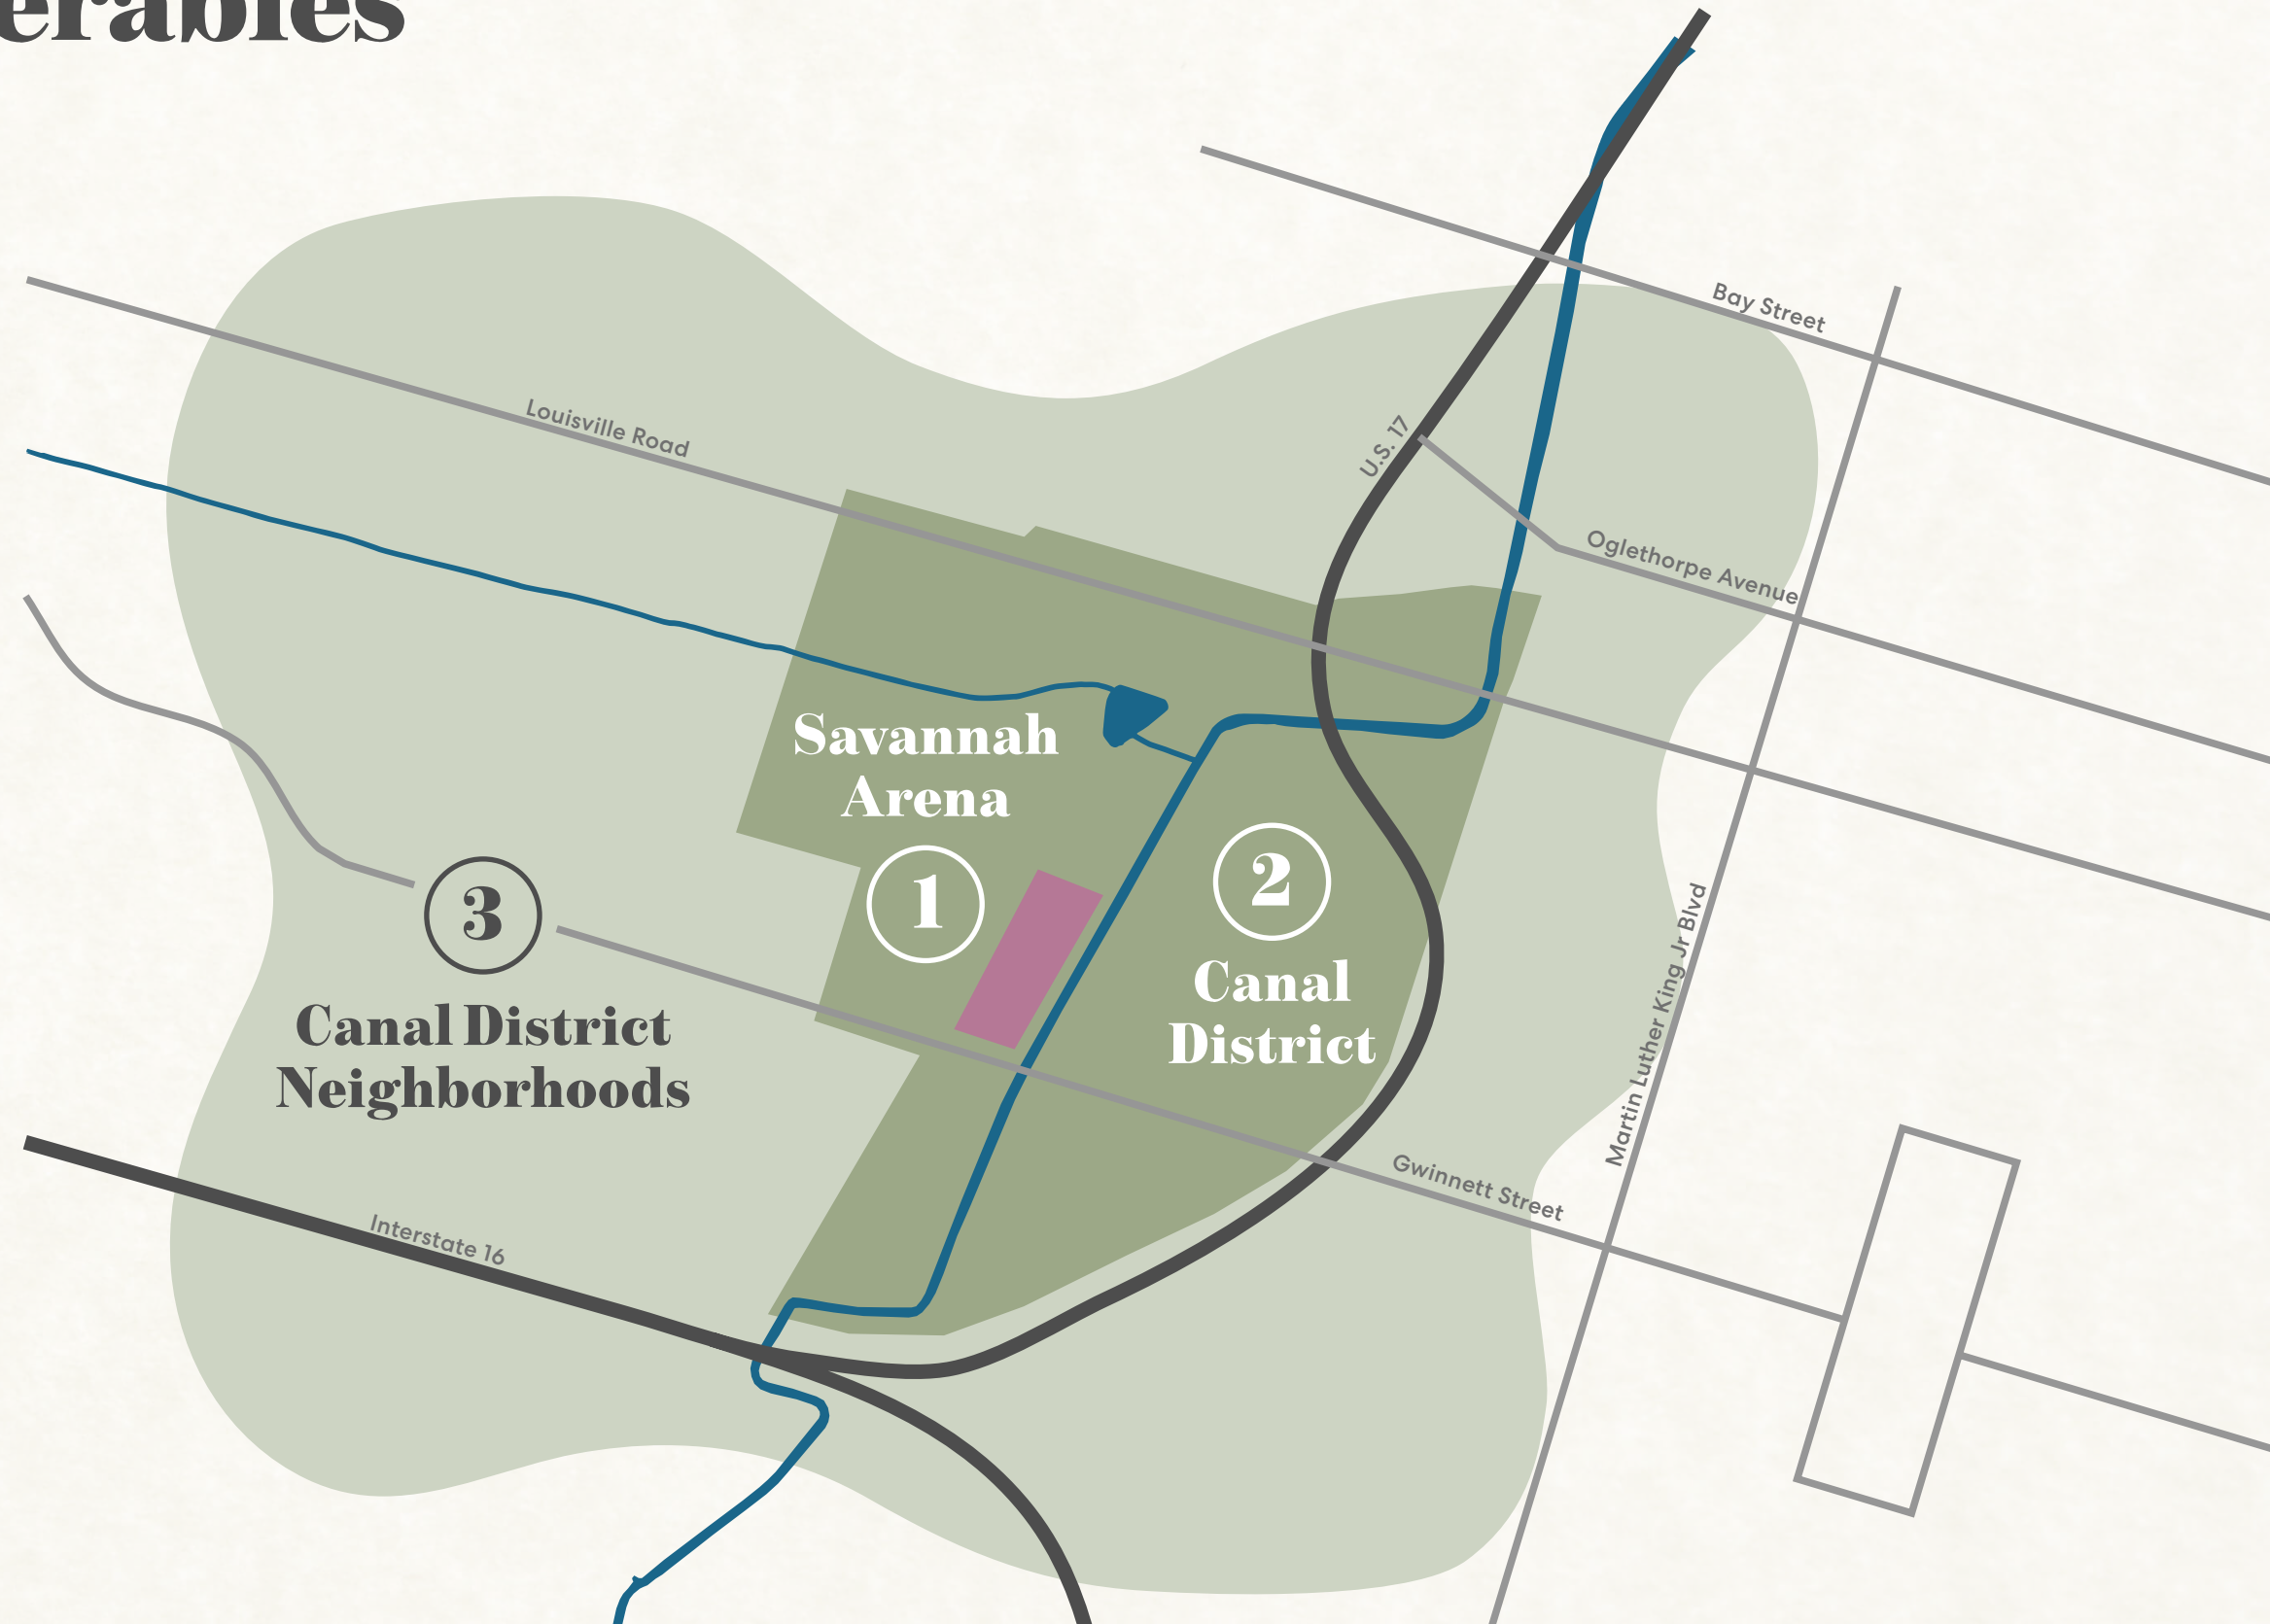 Bay Street
Louisville Road
U.S. 17
Oglethorpe Avenue
Savannah
Arena
1
2
Canal
District
3
Canal District
Neighborhoods
Martin Luther King Jr Blvd
Gwinnett Street
Interstate 16